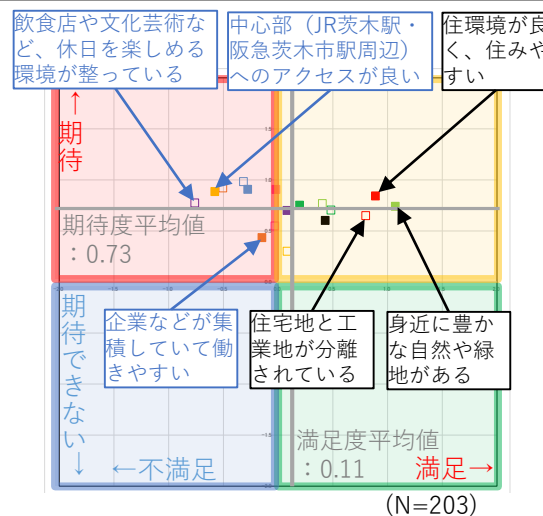 飲食店や文化芸術な
ど、休日を楽しめる
環境が整っている
中心部（JR茨木駅・
阪急茨木市駅周辺）
へのアクセスが良い
住環境が良
く、住みや
すい
↑
期待
期待度平均値
：0.73
企業などが集
積していて働
きやすい
住宅地と工
業地が分離
されている
身近に豊か
な自然や緑
地がある
期待できない↓
←不満足
満足度平均値
：0.11
満足→
(N=203)